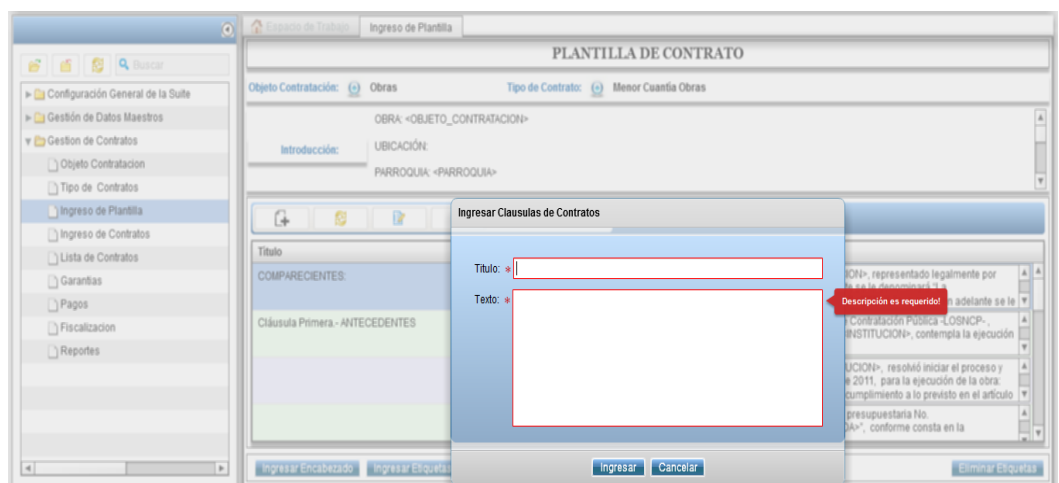 Espacio de Trabajo
Ingreso de Plantilla
Buscar
Configuración General de la Suite
Gestión de Datos Maestros
Gestion de Contratos
Objeto Contratacion
Tipo de Contratos
Ingreso de Plantilla
Ingreso de Contratos
Lista de Contratos
Garantias
Pagos
Fiscalizacion
Reportes
PLANTILLA DE CONTRATO
Objeto Contratación: Obras Tipo de Contrato: Menor Cuantía Obras
Introducción:
OBRA: <OBJETO_CONTRATACION>
UBICACIÓN:
PARROQUIA: <PARROQUIA>
Titulo
COMPARECIENTES:
Cláusula Primera.- ANTECEDENTES
Ingresar Clausulas de Contratos
Titulo: *
Texto: *
Descripción es requerido!
Ingresar Cancelar
ION>, representado legalmente por
n adelante se le
Contratación Pública -LOSNCP- ,
INSTITUCION>, contempla la ejecución
UCION>, resolvió iniciar el proceso y
e 2011, para la ejecución de la obra:
cumplimiento a lo previsto en el artículo
presupuestaria No.
DA>", conforme consta en la
Ingresar Encabezado Ingresar Etiquetas
Eliminar Etiquetas